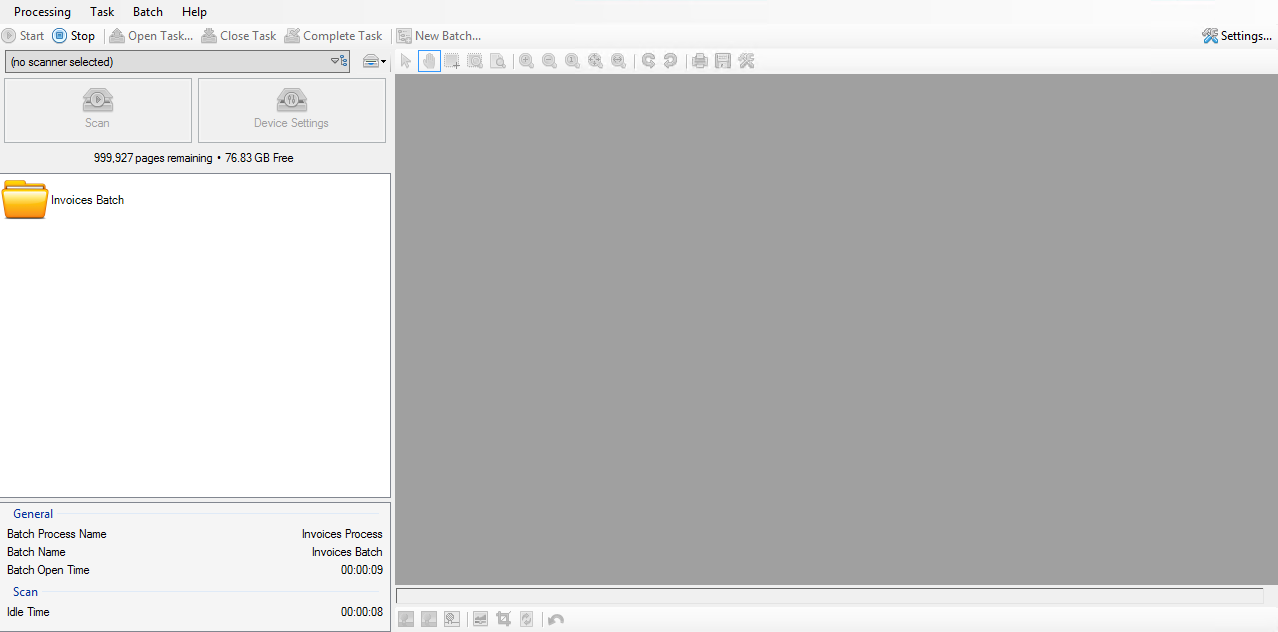 Processing Task Batch Help
Start Stop Open Task... Close Task Complete Task New Batch... Settings...
(no scanner selected)
Scan Device Settings
999,927 pages remaining • 76.83 GB Free
Invoices Batch
General
Batch Process Name Invoices Process
Batch Name Invoices Batch
Batch Open Time 00:00:09
Scan
Idle Time 00:00:08